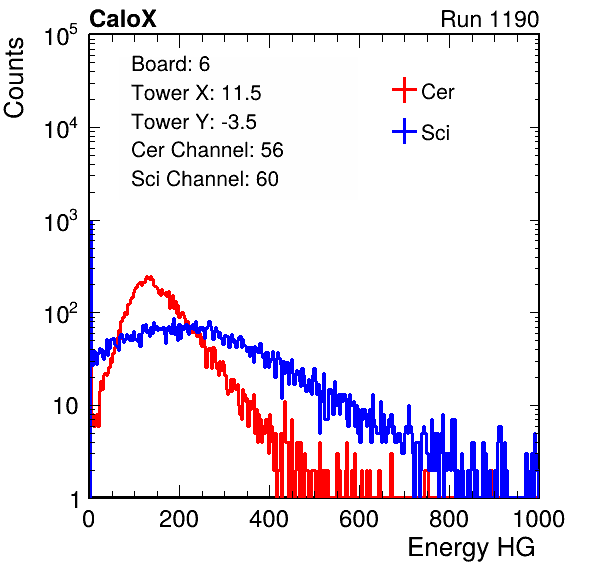 CaloX Run 1190
Counts
10^5
10^4
10^3
10^2
10
1
Board: 6
Tower X: 11.5
Tower Y: -3.5
Cer Channel: 56
Sci Channel: 60
Cer
Sci
0 200 400 600 800 1000
Energy HG